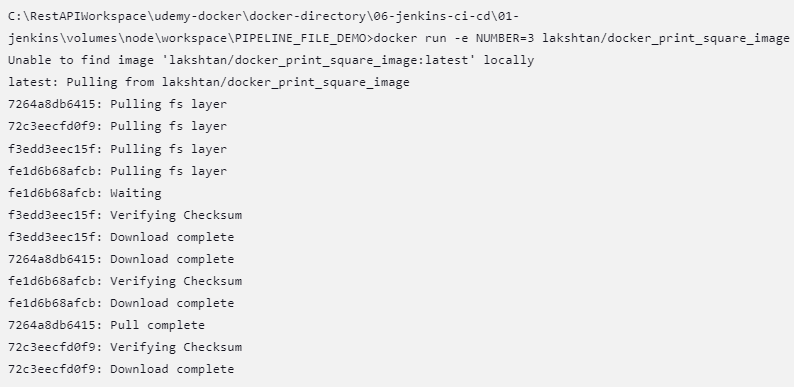 C:\RestAPIWorkspace\udemy-docker\docker-directory\06-jenkins-ci-cd\01-
jenkins\volumes\node\workspace\PIPELINE_FILE_DEMO>docker run -e NUMBER=3 lakshtan/docker_print_square_image
Unable to find image 'lakshtan/docker_print_square_image:latest' locally
latest: Pulling from lakshtan/docker_print_square_image
7264a8db6415: Pulling fs layer
72c3eecfd0f9: Pulling fs layer
f3edd3eec15f: Pulling fs layer
fe1d6b68afcb: Pulling fs layer
fe1d6b68afcb: Waiting
f3edd3eec15f: Verifying Checksum
f3edd3eec15f: Download complete
7264a8db6415: Download complete
fe1d6b68afcb: Verifying Checksum
fe1d6b68afcb: Download complete
7264a8db6415: Pull complete
72c3eecfd0f9: Verifying Checksum
72c3eecfd0f9: Download complete